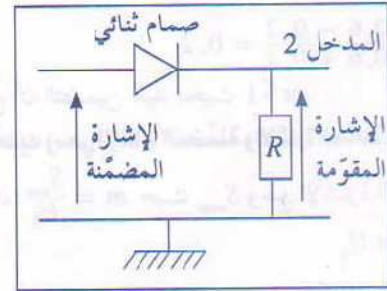 صمام ثنائي
المدخل 2
الإشارة
المضمّنة
R
الإشارة
المقوّمة